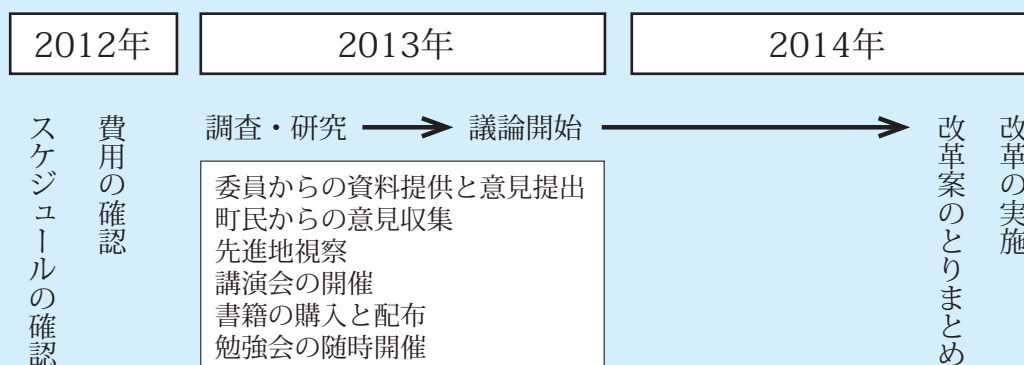 2012年
2013年
2014年
スケジュールの確認
費用の確認
調査・研究
議論開始
委員からの資料提供と意見提出
町民からの意見収集
先進地視察
講演会の開催
書籍の購入と配布
勉強会の随時開催
改革案のとりまとめ
改革の実施